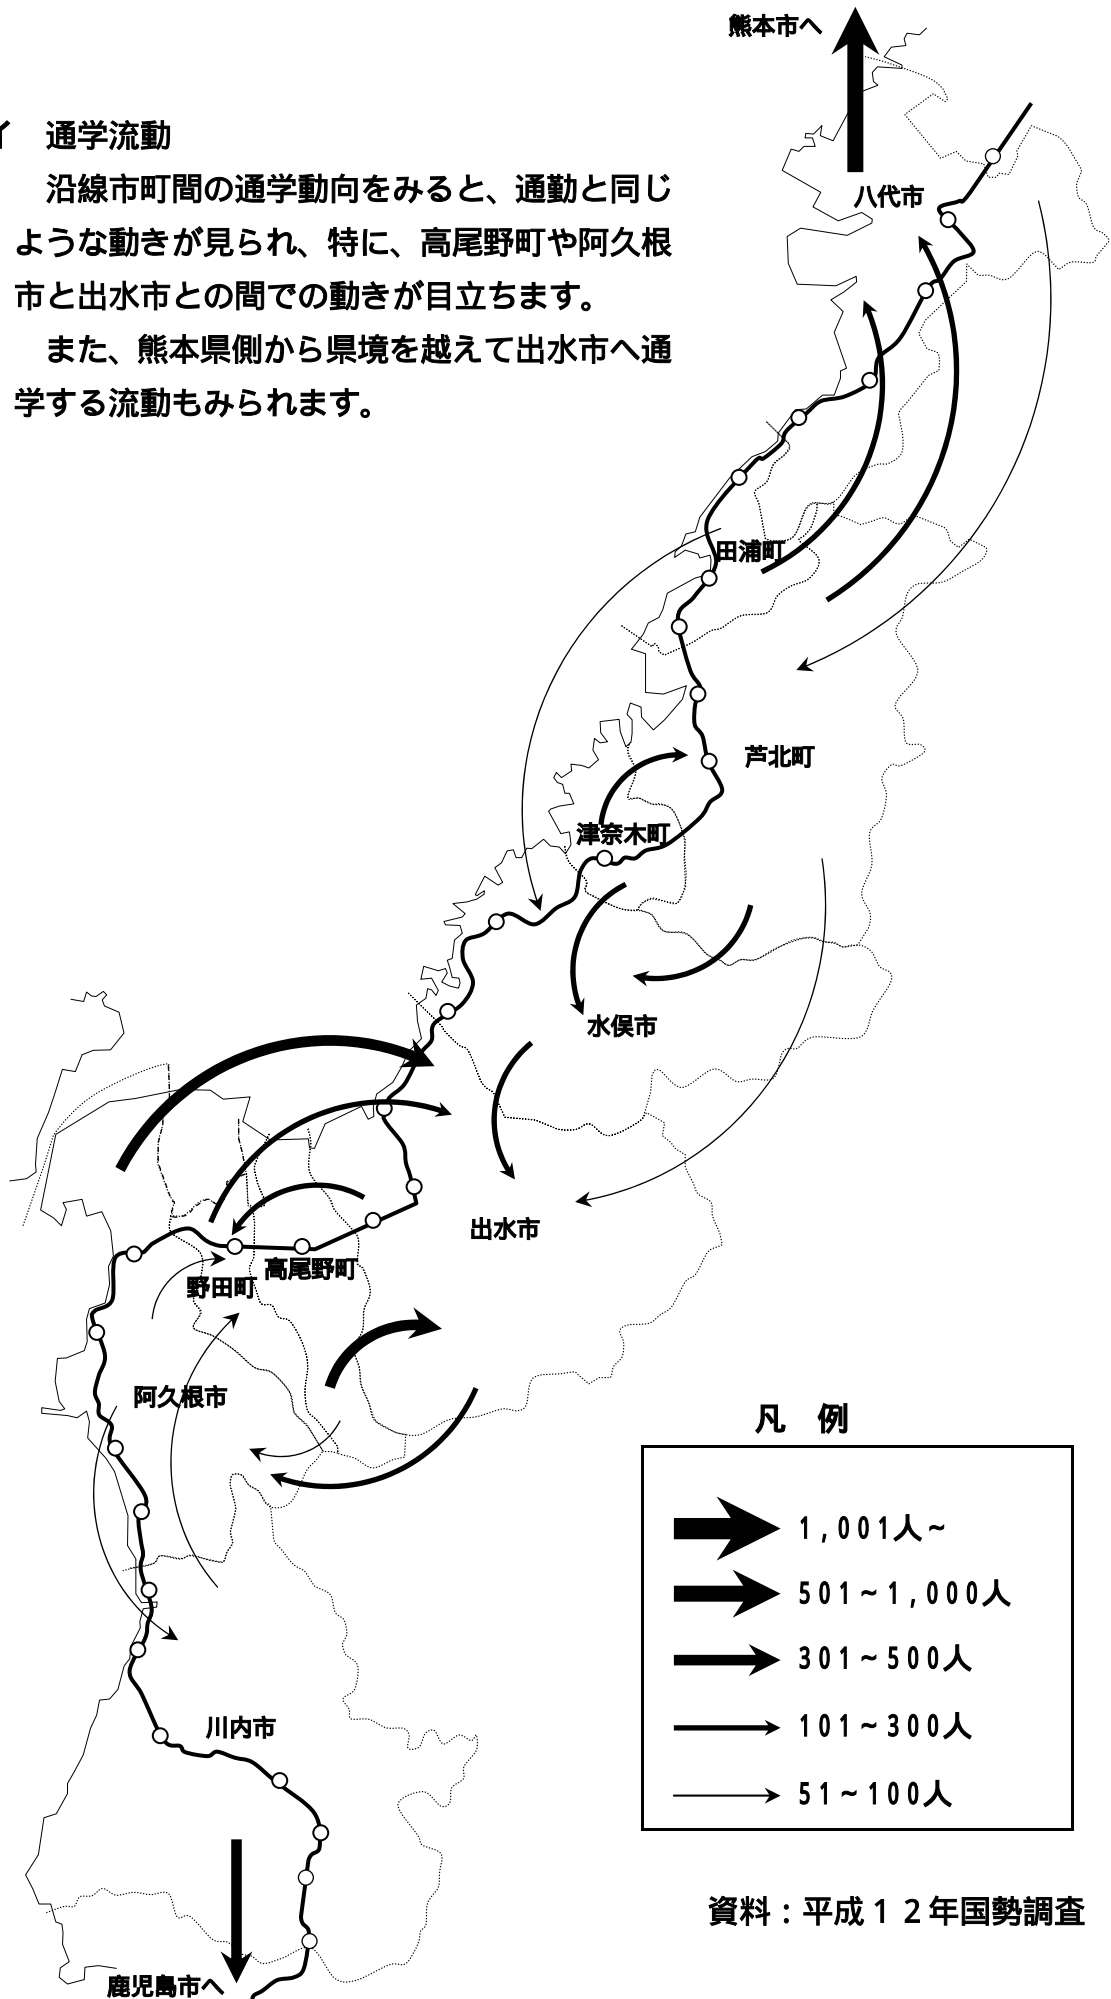 熊本市へ
イ　通学流動
沿線市町間の通学動向をみると、通勤と同じ
ような動きが見られ、特に、高尾野町や阿久根
市と出水市との間での動きが目立ちます。
また、熊本県側から県境を越えて出水市へ通
学する流動もみられます。
八代市
田浦町
芦北町
津奈木町
水俣市
出水市
高尾野町
野田町
阿久根市
川内市
鹿児島市へ
凡　例
1,001人～
501～1,000人
301～500人
101～300人
51～100人
資料：平成１２年国勢調査